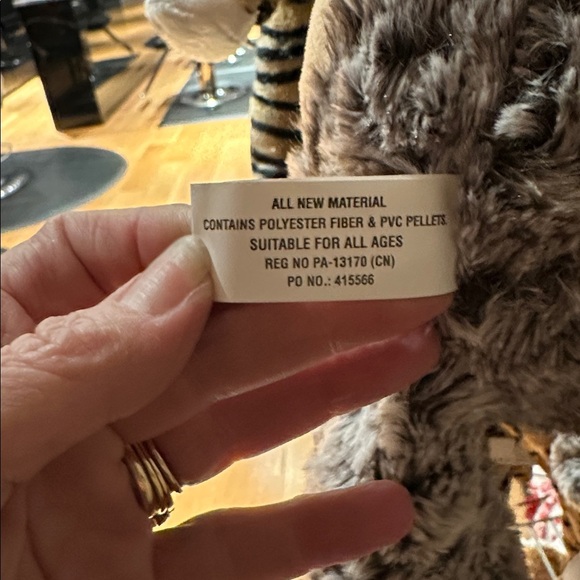 ALL NEW MATERIAL
CONTAINS POLYESTER FIBER & PVC PELLETS
SUITABLE FOR ALL AGES
REG NO PA-13170 (CN)
PO NO.: 415566